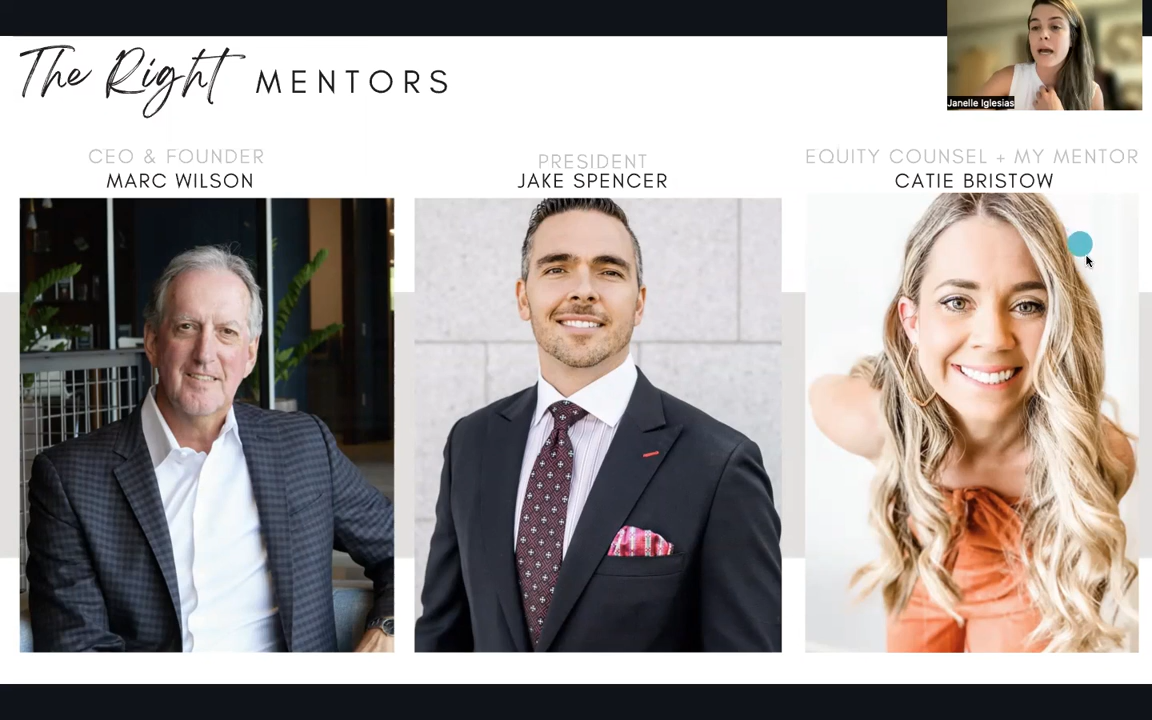 The Right MENTORS
Janelle Iglesias
CEO & FOUNDER
MARC WILSON
PRESIDENT
JAKE SPENCER
EQUITY COUNSEL + MY MENTOR
CATIE BRISTOW